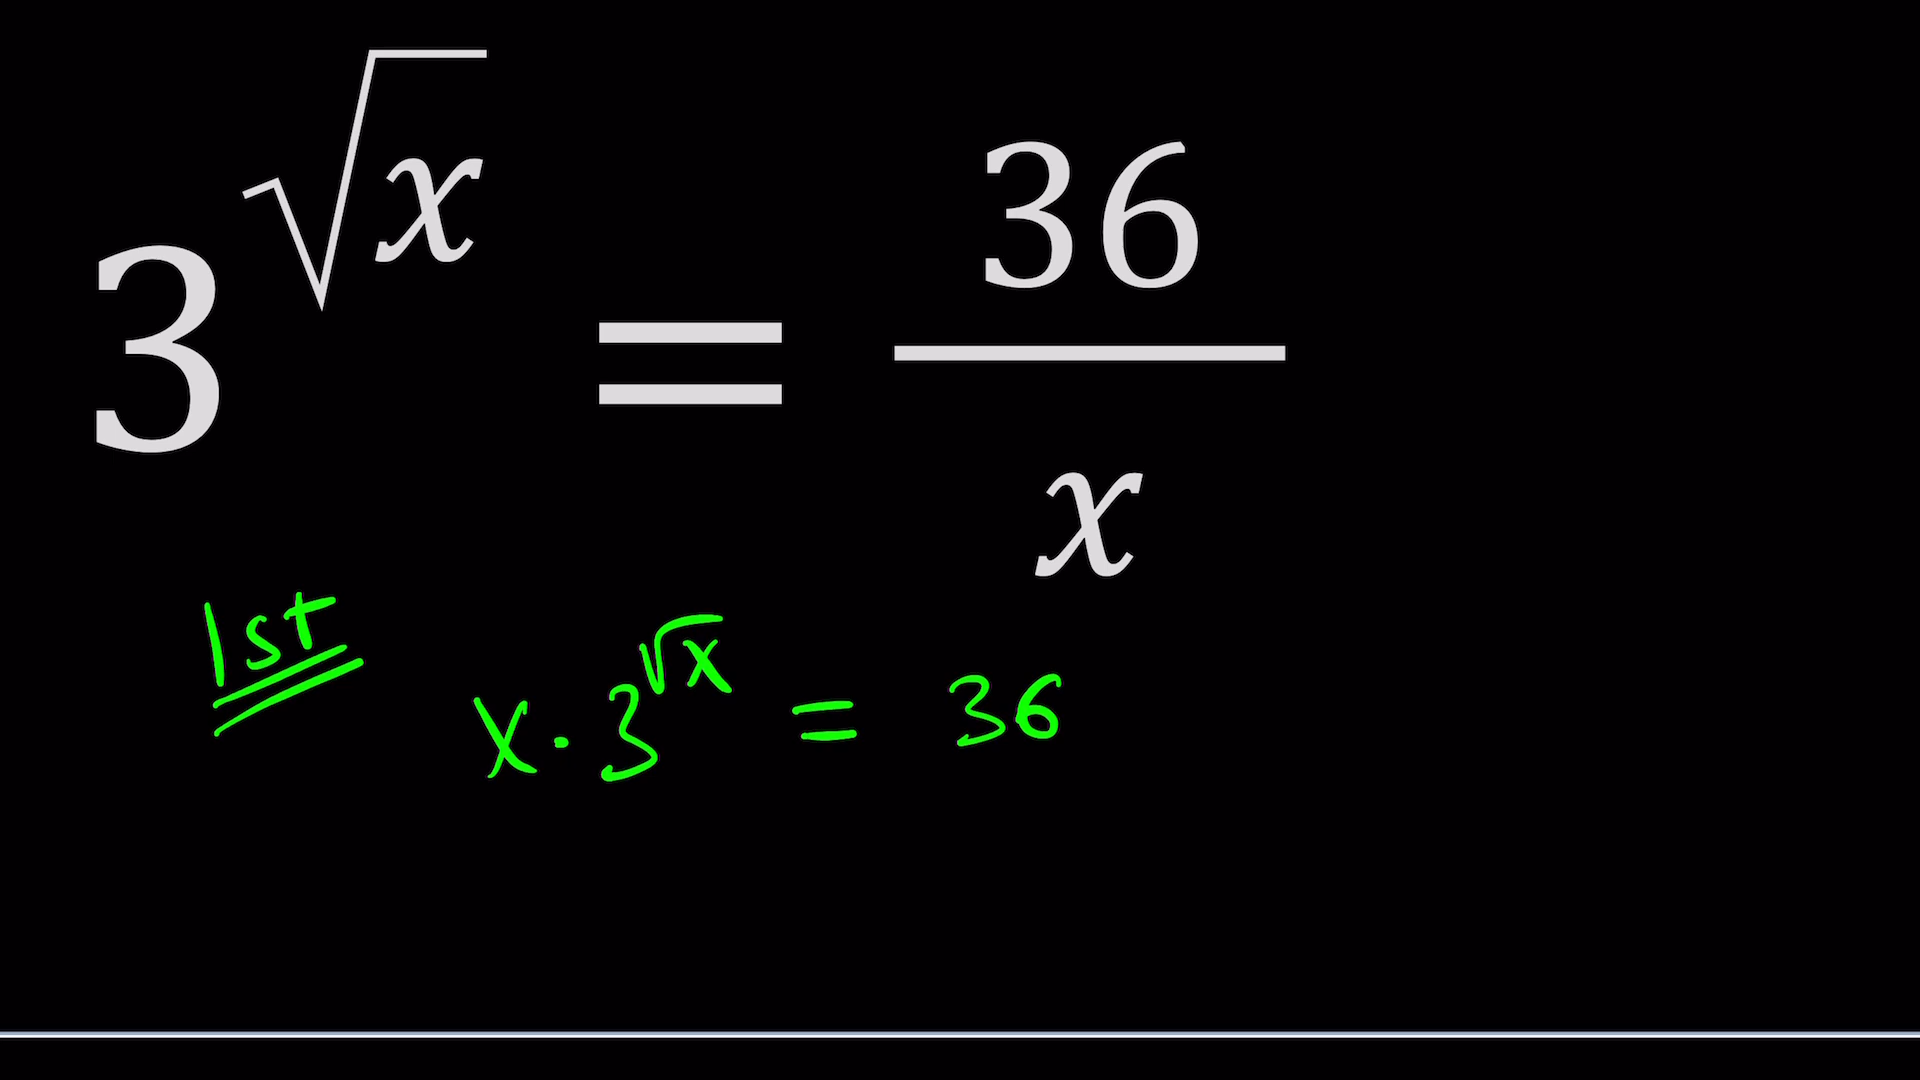 3^√x = 36/x
1st
x · 3^√x = 36